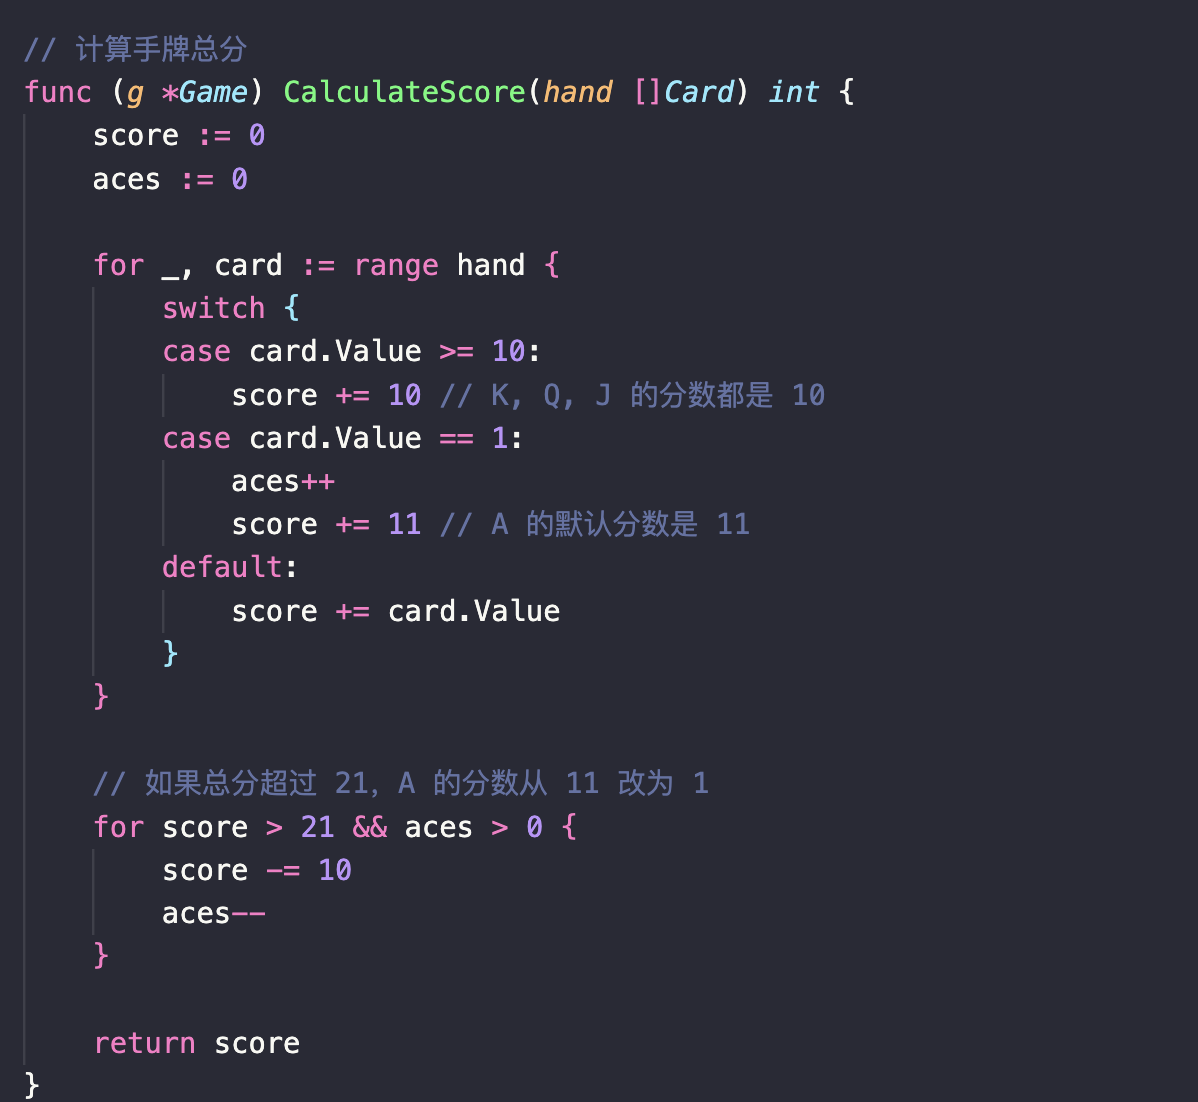 // 计算手牌总分
func (g *Game) CalculateScore(hand []Card) int {
    score := 0
    aces := 0

    for _, card := range hand {
        switch {
        case card.Value >= 10:
            score += 10 // K, Q, J 的分数都是 10
        case card.Value == 1:
            aces++
            score += 11 // A 的默认分数是 11
        default:
            score += card.Value
        }
    }

    // 如果总分超过 21，A 的分数从 11 改为 1
    for score > 21 && aces > 0 {
        score -= 10
        aces--
    }

    return score
}